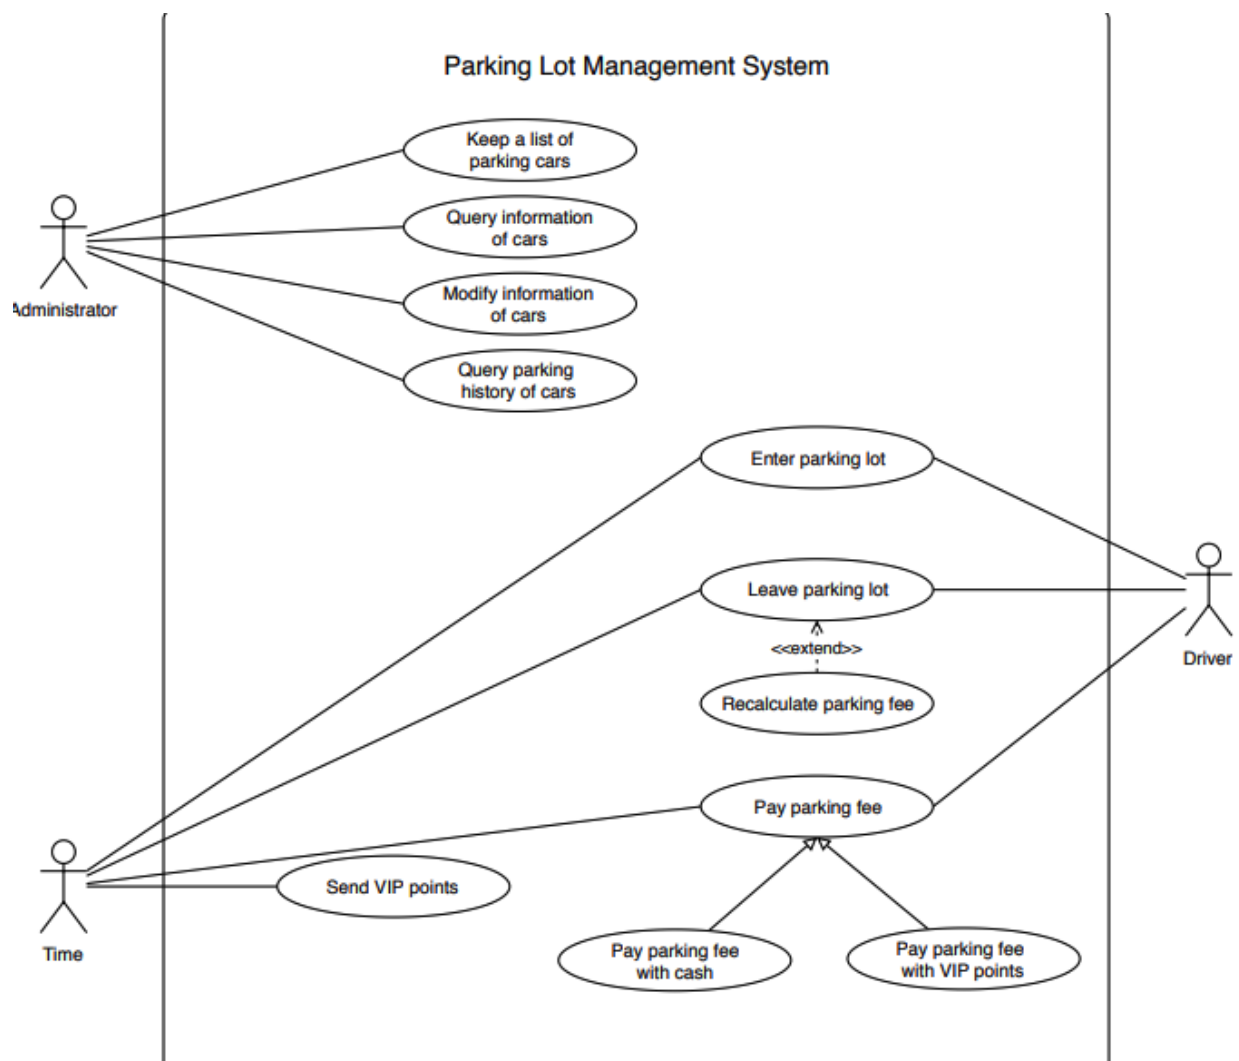 Parking Lot Management System
Keep a list of
parking cars
Query information
of cars
Modify information
of cars
Query parking
history of cars
Administrator
Enter parking lot
Leave parking lot
<<extend>>
Recalculate parking fee
Driver
Pay parking fee
Send VIP points
Time
Pay parking fee
with cash
Pay parking fee
with VIP points